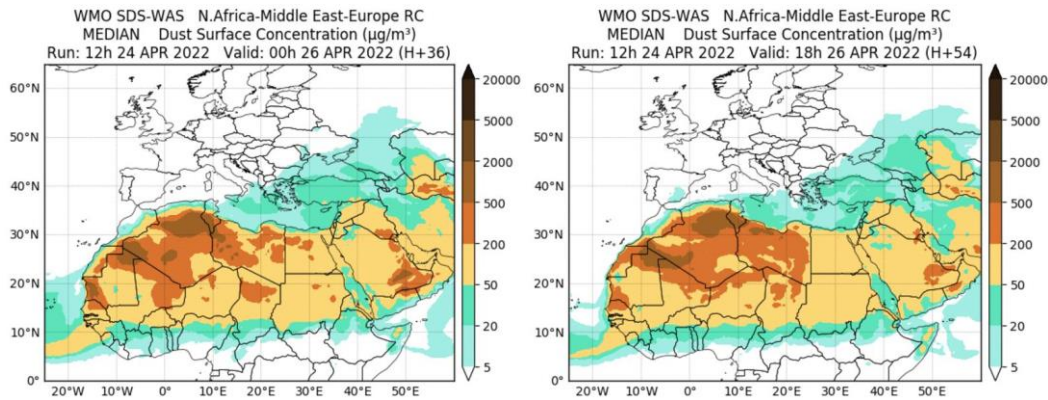 WMO SDS-WAS N.Africa-Middle East-Europe RC
MEDIAN Dust Surface Concentration (µg/m³)
Run: 12h 24 APR 2022 Valid: 00h 26 APR 2022 (H+36)
60°N
50°N
40°N
30°N
20°N
10°N
0°
20°W
10°W
0°
10°E
20°E
30°E
40°E
50°E
20000
5000
2000
500
200
50
20
5
WMO SDS-WAS N.Africa-Middle East-Europe RC
MEDIAN Dust Surface Concentration (µg/m³)
Run: 12h 24 APR 2022 Valid: 18h 26 APR 2022 (H+54)
60°N
50°N
40°N
30°N
20°N
10°N
0°
20°W
10°W
0°
10°E
20°E
30°E
40°E
50°E
20000
5000
2000
500
200
50
20
5